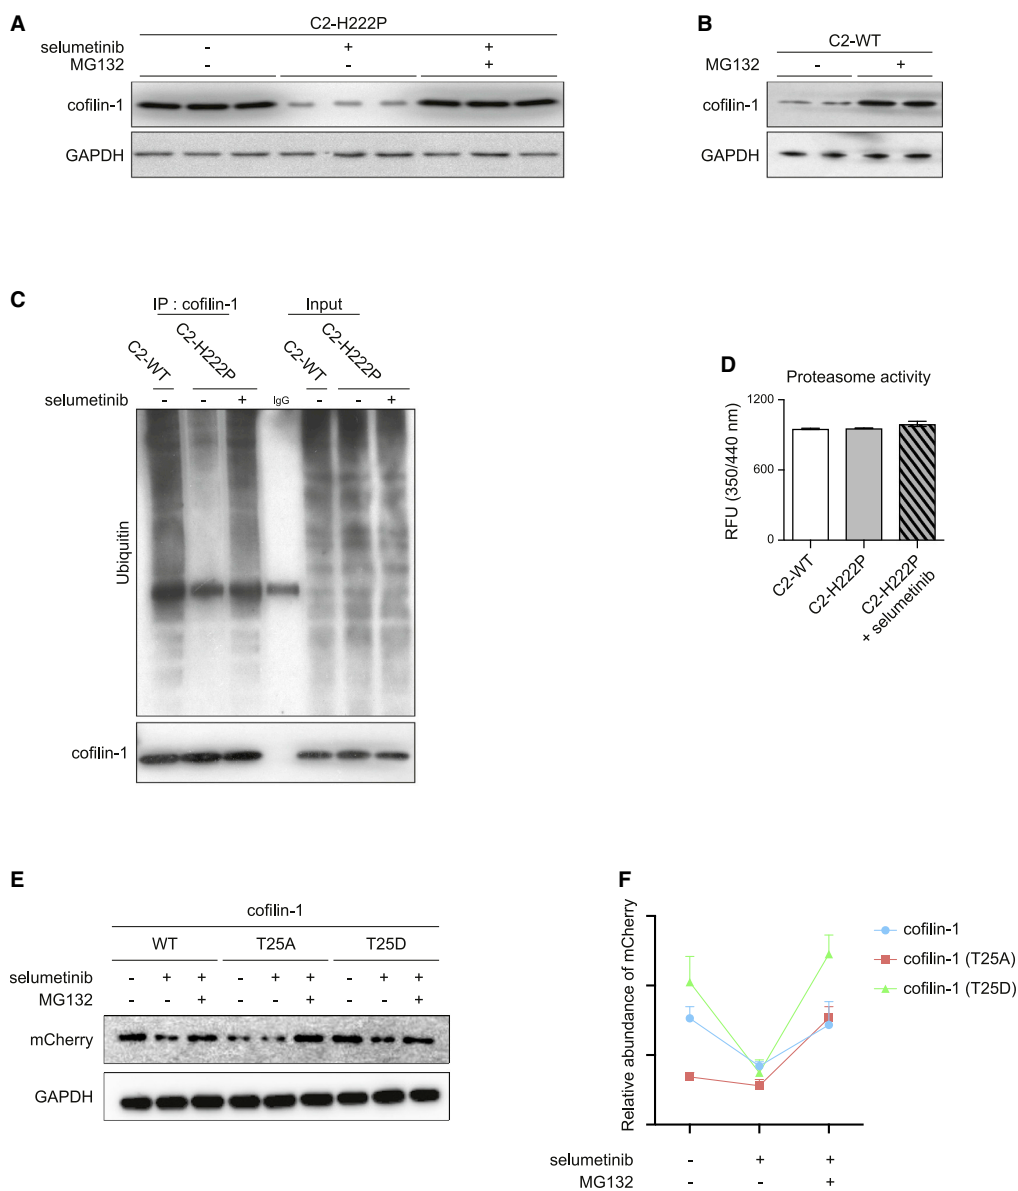 A
C2-H222P
selumetinib - + +
MG132 - - +
cofilin-1
GAPDH
B
C2-WT
MG132 - +
cofilin-1
GAPDH
C
IP : cofilin-1 Input
C2-WT C2-H222P C2-WT C2-H222P
selumetinib - - + IgG - - +
Ubiquitin
cofilin-1
D
Proteasome activity
RFU (350/440 nm)
1200
600
0
C2-WT
C2-H222P
C2-H222P
+ selumetinib
E
cofilin-1
WT T25A T25D
selumetinib - + + - + + - + +
MG132 - - + - - + - - +
mCherry
GAPDH
F
Relative abundance of mCherry
cofilin-1
cofilin-1 (T25A)
cofilin-1 (T25D)
selumetinib - + +
MG132 - - +